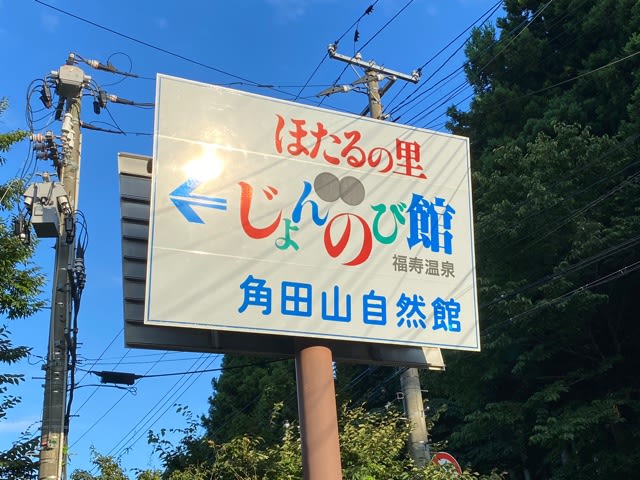 ほたるの里
じょんのび館
福寿温泉
角田山自然館